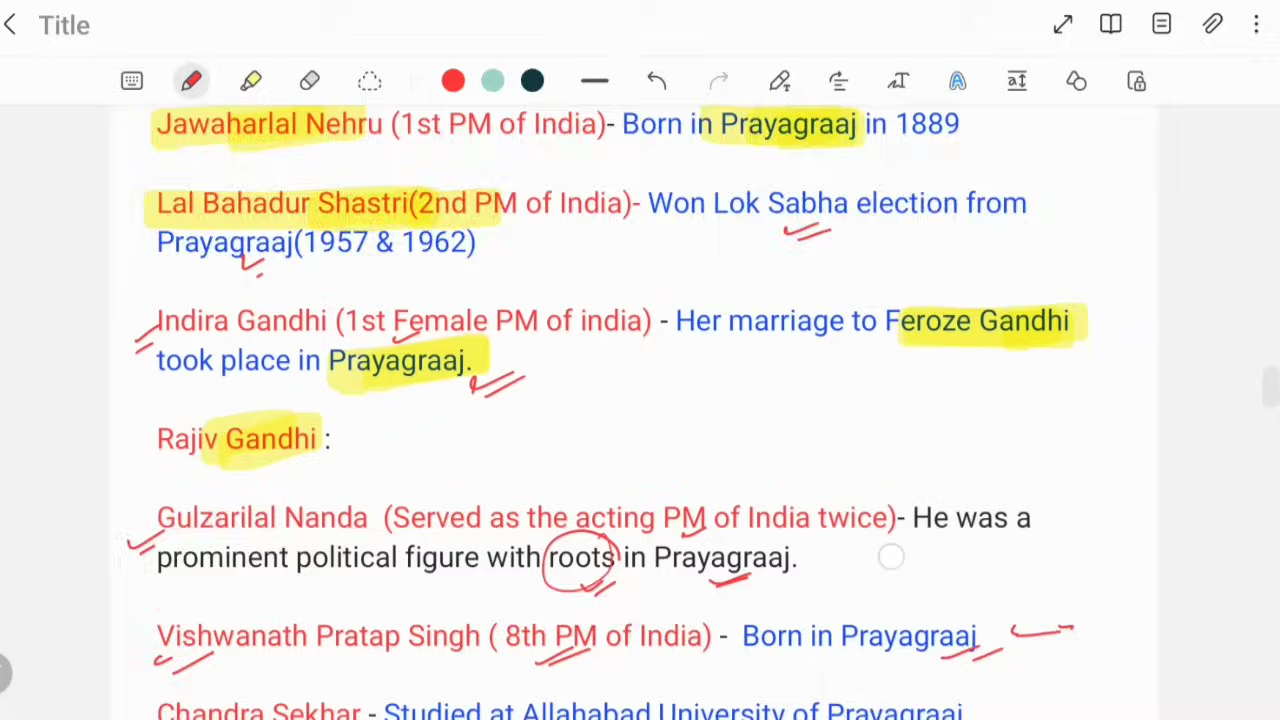 Title
Jawaharlal Nehru (1st PM of India)- Born in Prayagraaj in 1889
Lal Bahadur Shastri(2nd PM of India)- Won Lok Sabha election from
Prayagraaj(1957 & 1962)
Indira Gandhi (1st Female PM of india) - Her marriage to Feroze Gandhi
took place in Prayagraaj.
Rajiv Gandhi :
Gulzarilal Nanda (Served as the acting PM of India twice)- He was a
prominent political figure with roots in Prayagraaj.
Vishwanath Pratap Singh ( 8th PM of India) - Born in Prayagraaj
Chandra Sekhar - Studied at Allahabad University of Prayagraaj